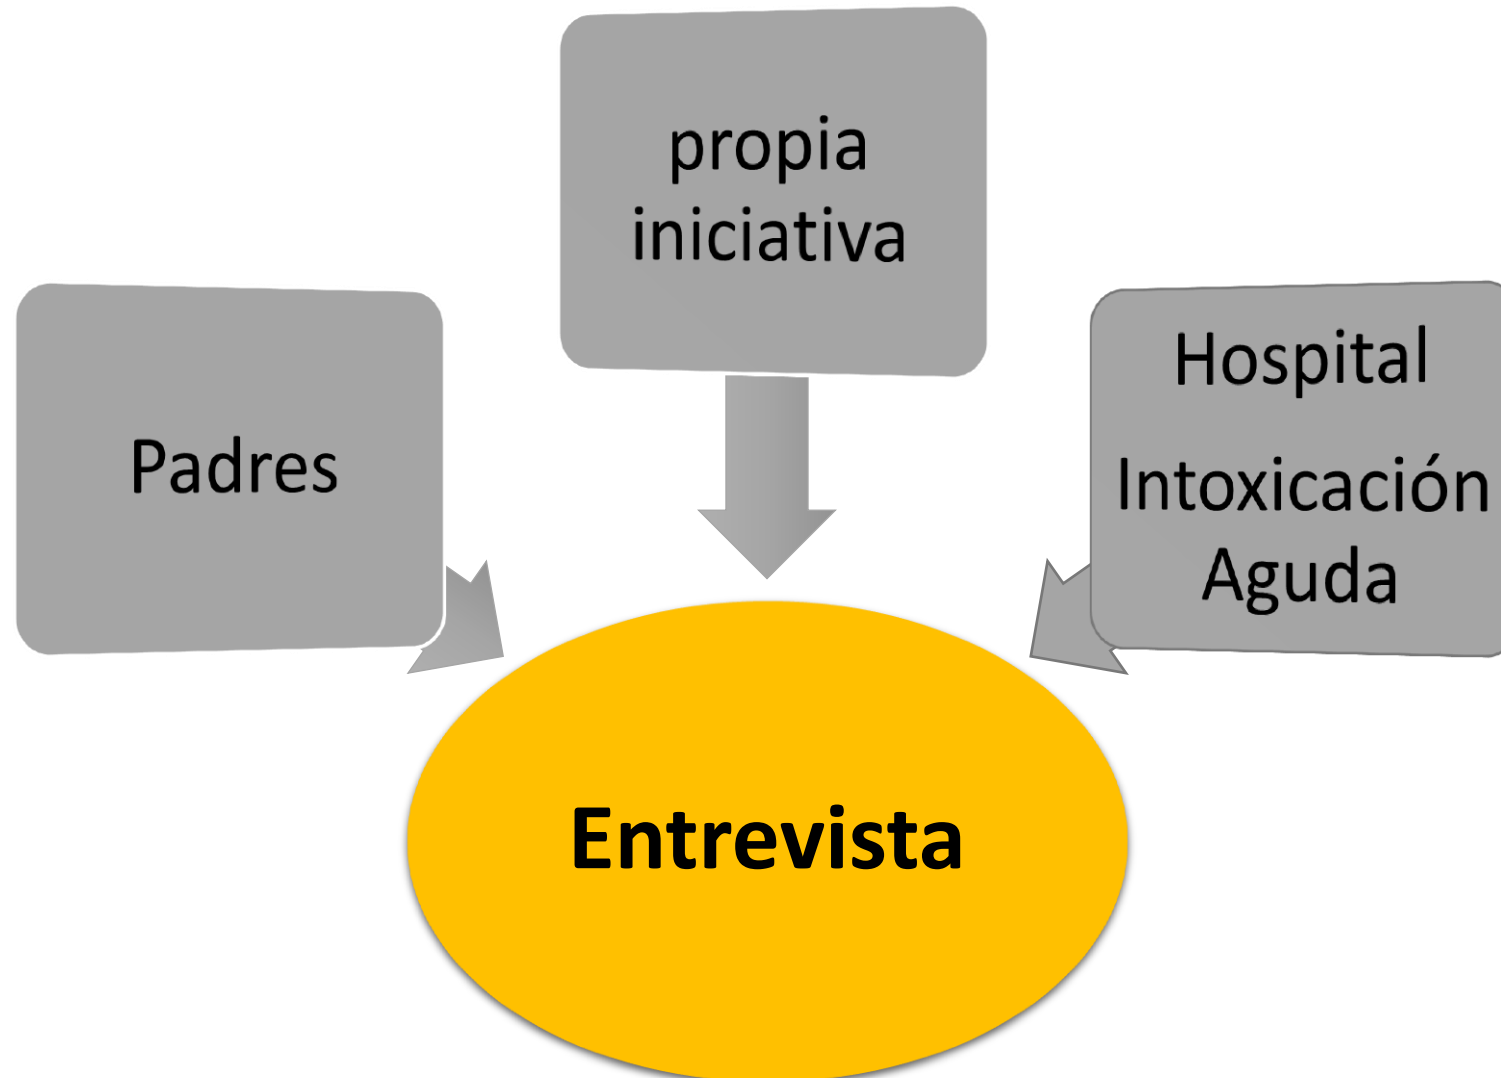 propia
iniciativa
Padres
Hospital
Intoxicación
Aguda
Entrevista